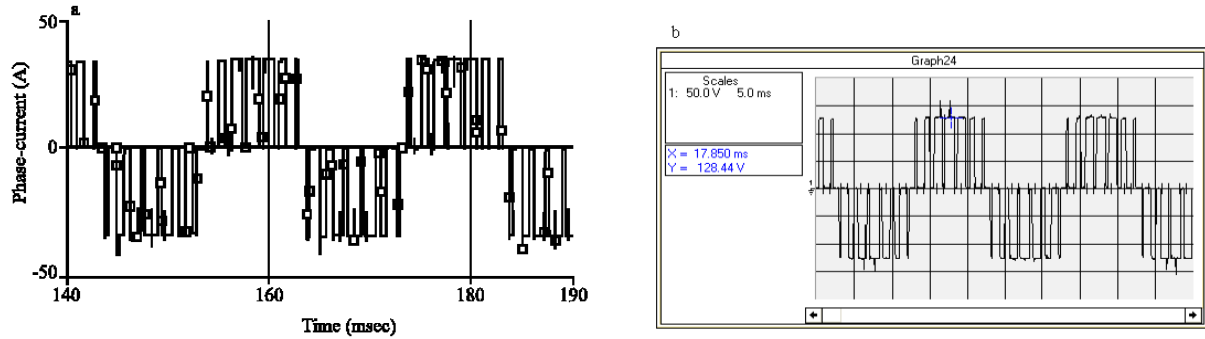 a
50
Phase-current (A)
0
-50
140
160
180
190
Time (msec)
b
Graph24
Scales
1: 50.0 V 5.0 ms
X = 17.850 ms
Y = 128.44 V
1